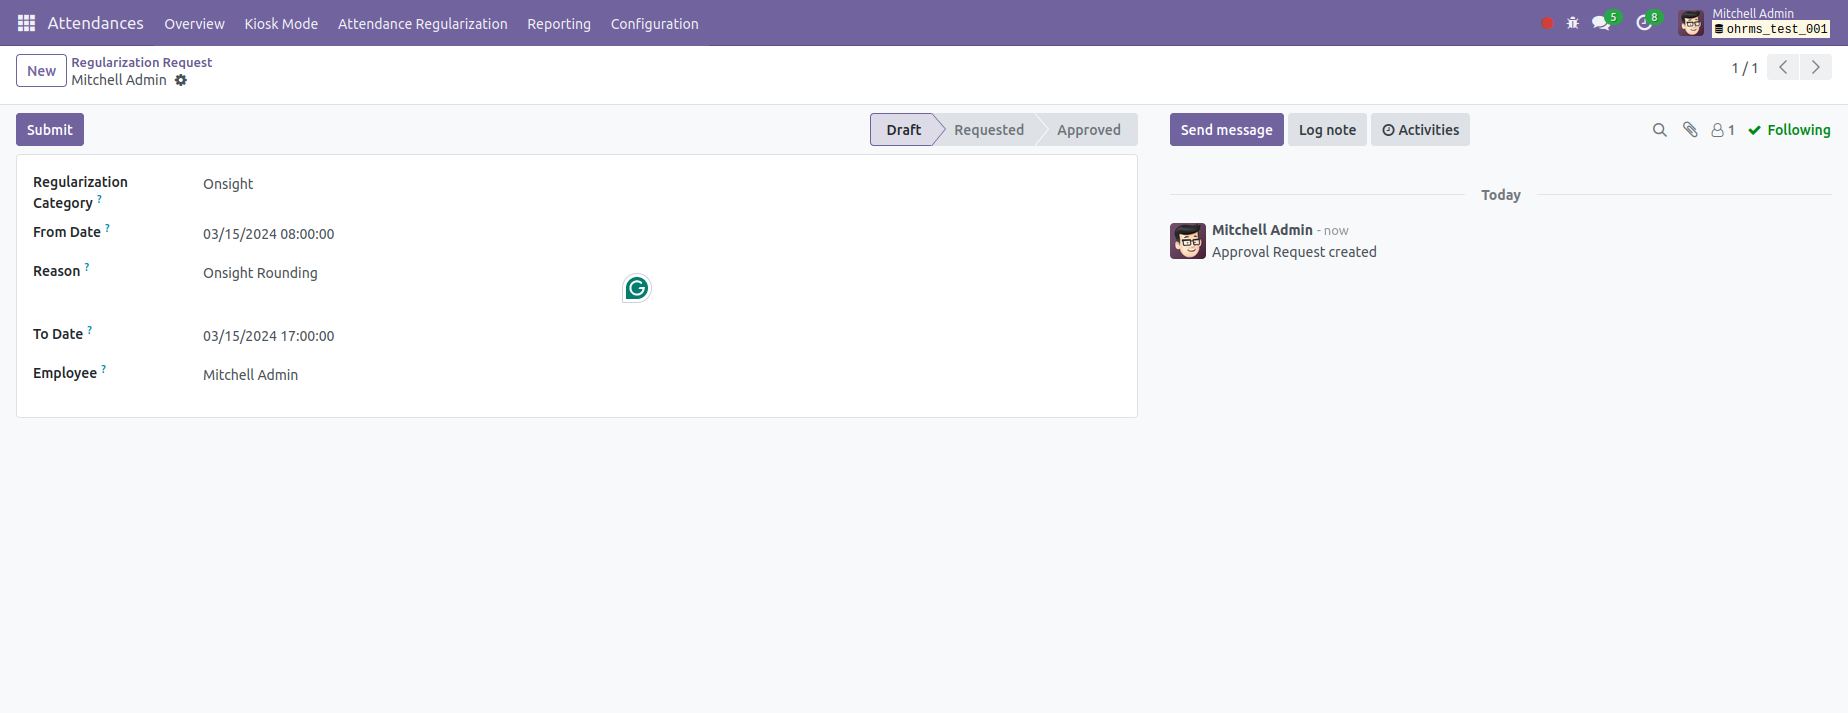 Attendances Overview Kiosk Mode Attendance Regularization Reporting Configuration 5 8 Mitchell Admin
ohrms_test_001
New Regularization Request
Mitchell Admin
1 / 1
Submit Draft Requested Approved Send message Log note Activities 1 Following
Regularization
Category ?
Onsight
From Date ? 03/15/2024 08:00:00
Reason ? Onsight Rounding
To Date ? 03/15/2024 17:00:00
Employee ? Mitchell Admin
Today
Mitchell Admin - now
Approval Request created